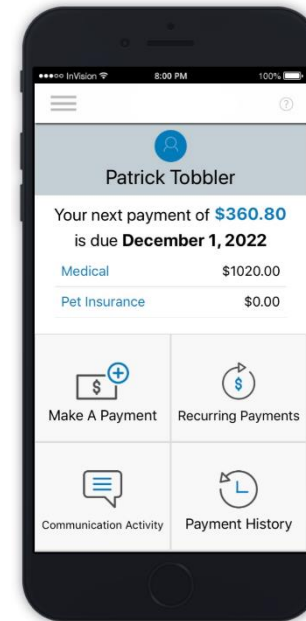 ●●●●○ InVision 8:00 PM 100%
?
Patrick Tobbler
Your next payment of $360.80
is due December 1, 2022
Medical $1020.00
Pet Insurance $0.00
$ $
Make A Payment Recurring Payments
Communication Activity Payment History